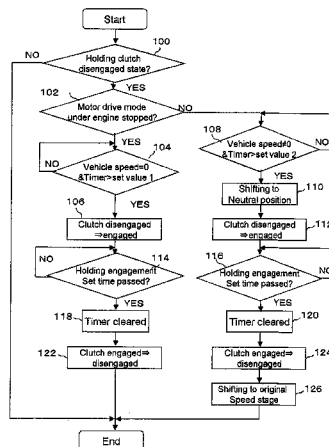 Start
100
NO
Holding clutch
disengaged state?
102
YES
Motor drive mode
under engine stopped?
NO
YES
104
108
NO
Vehicle speed=0
&Timer>set value 1
Vehicle speed≠0
&Timer>set value 2
NO
YES
YES
106
Shifting to
Neutral position
110
Clutch disengaged
⇒engaged
Clutch disengaged
⇒engaged
112
NO
114
116
Holding engagement
Set time passed?
Holding engagement
Set time passed?
NO
YES
YES
118
Timer cleared
Timer cleared
120
122
Clutch engaged⇒
disengaged
Clutch engaged⇒
disengaged
124
Shifting to original
Speed stage
126
End